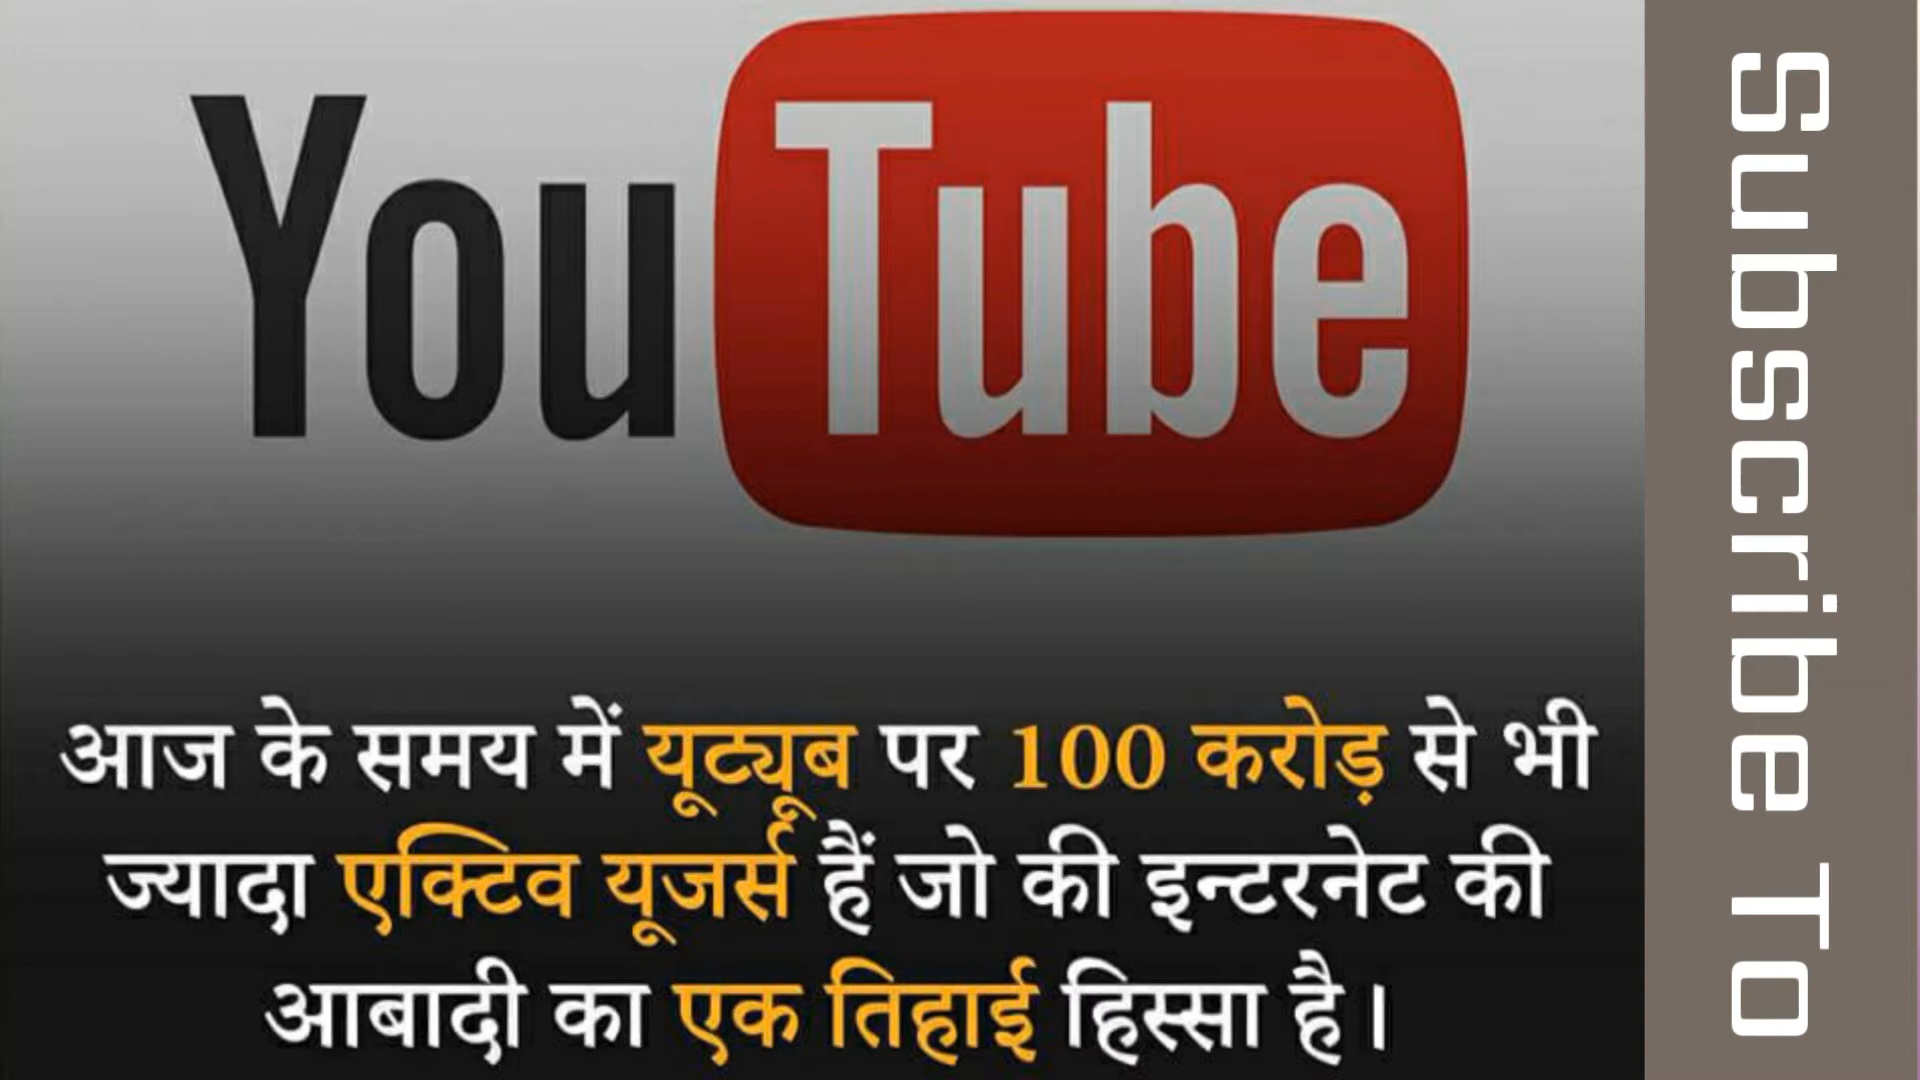 YouTube
आज के समय में यूट्यूब पर 100 करोड़ से भी
ज्यादा एक्टिव यूजर्स हैं जो की इन्टरनेट की
आबादी का एक तिहाई हिस्सा है।
Subscribe To